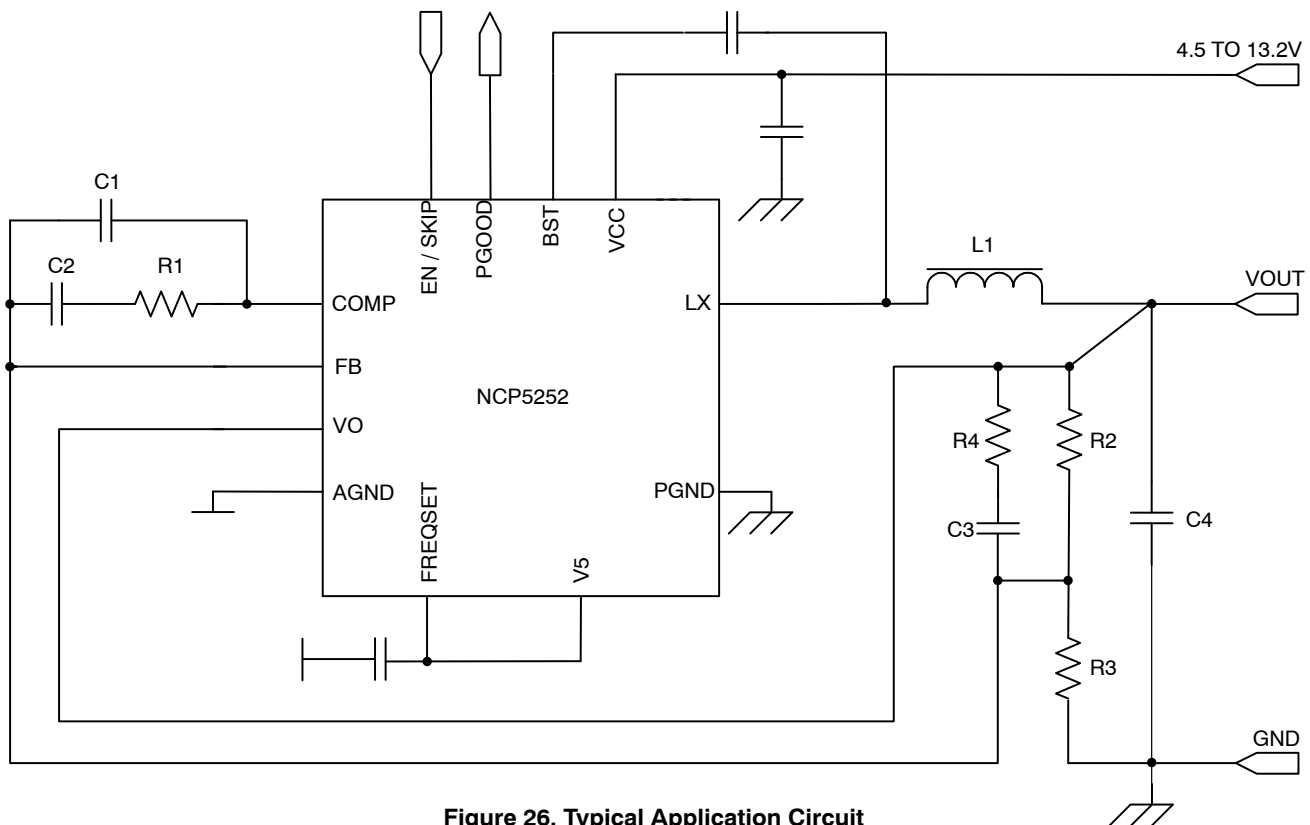 4.5 TO 13.2V
C1
C2
R1
EN / SKIP
PGOOD
BST
VCC
L1
VOUT
COMP
LX
FB
NCP5252
VO
R4
R2
AGND
PGND
FREQSET
V5
C3
C4
R3
GND
Figure 26. Typical Application Circuit